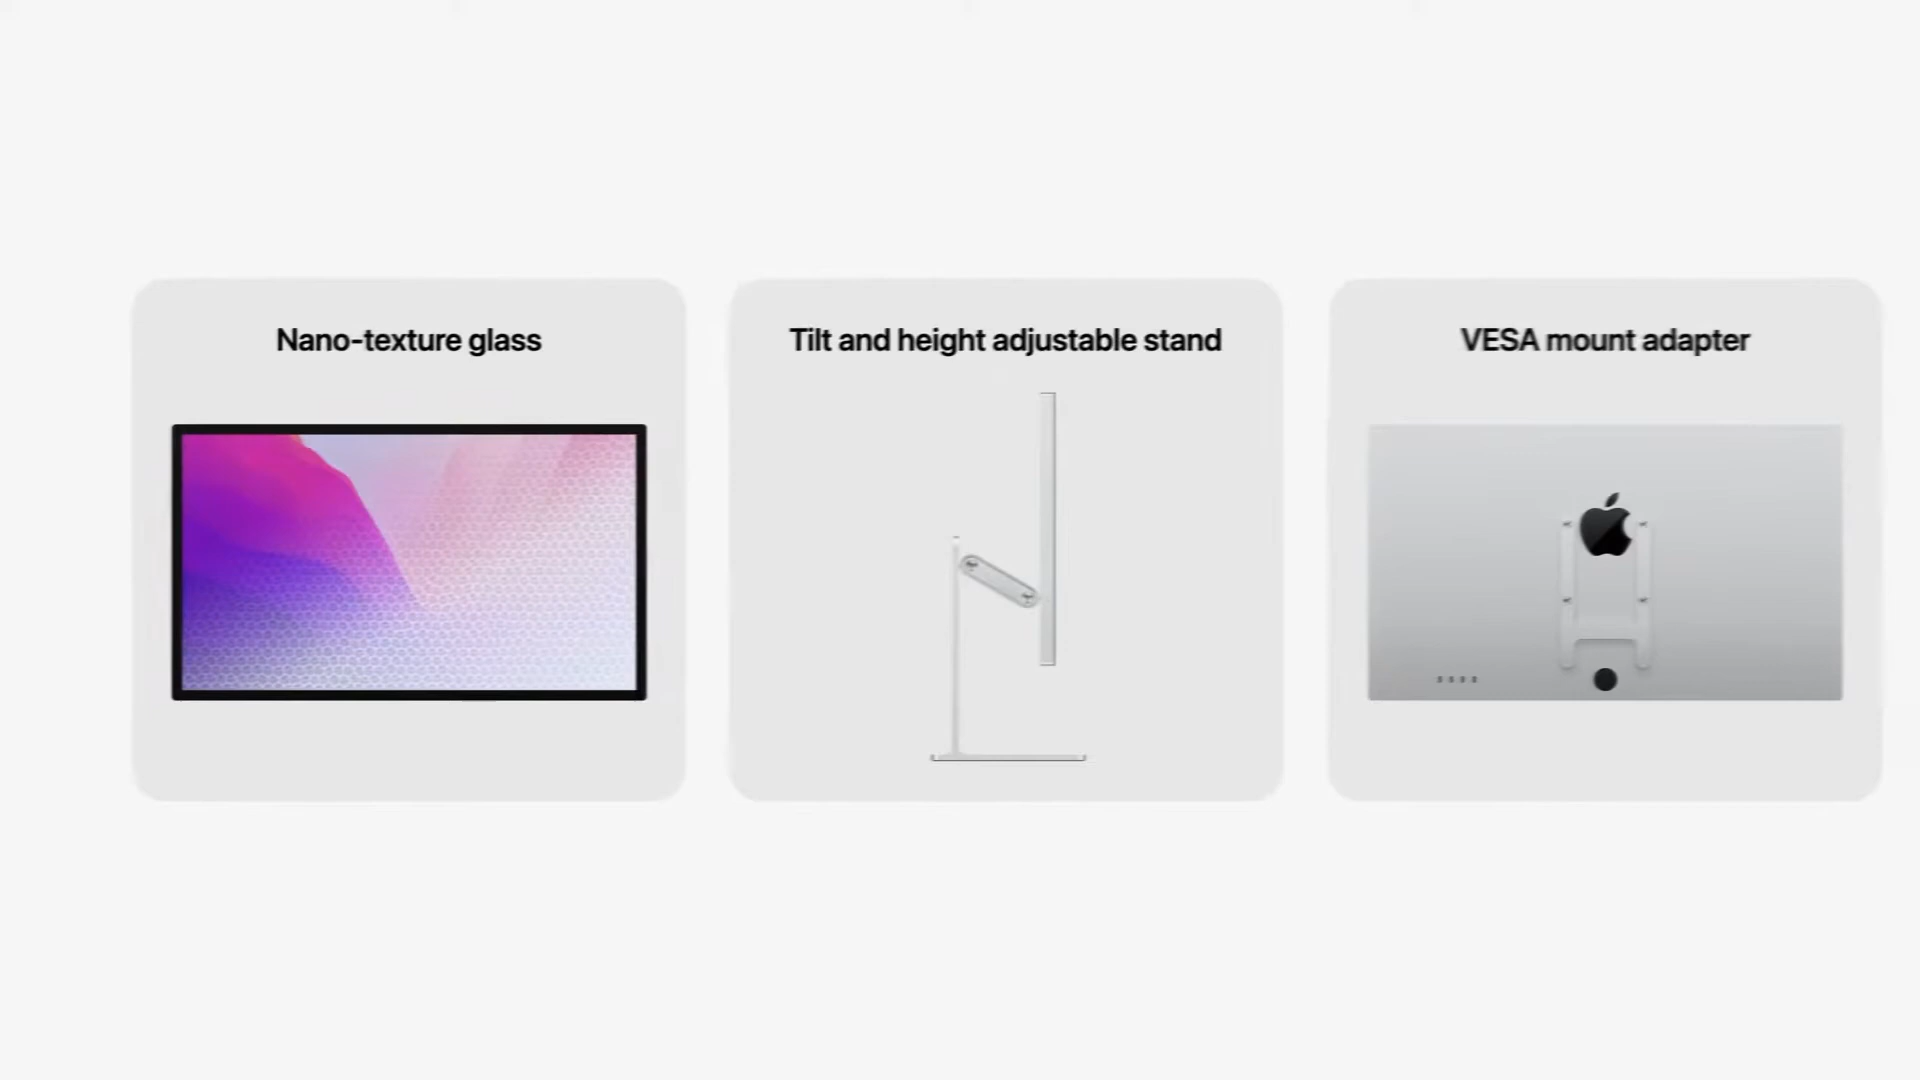 Nano-texture glass
Tilt and height adjustable stand
VESA mount adapter